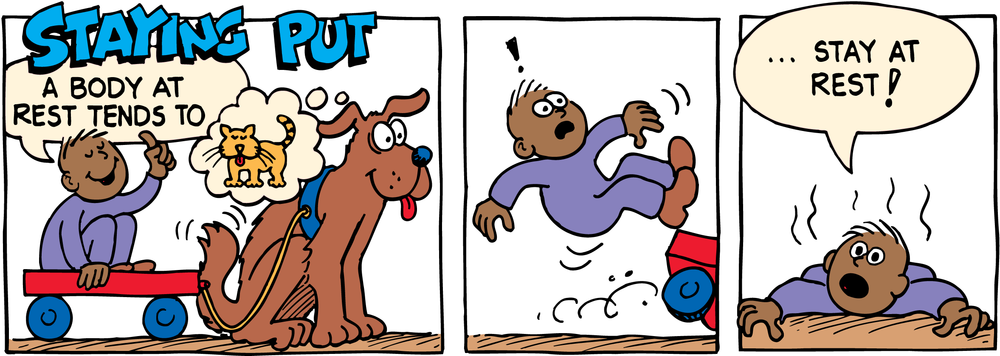 STAYING PUT
A BODY AT
REST TENDS TO
!
... STAY AT
REST!